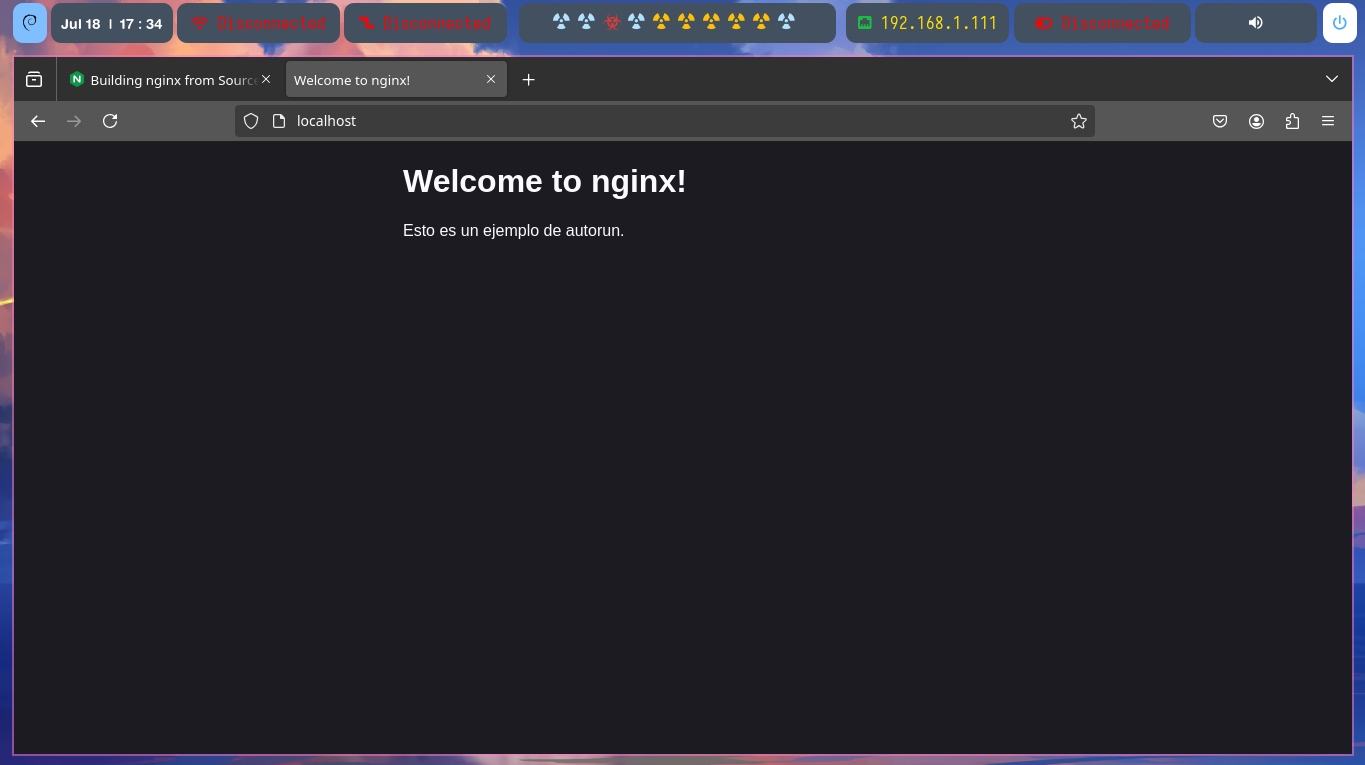 Jul 18 | 17 : 34
Disconnected
Disconnected
192.168.1.111
Disconnected
Building nginx from Source
Welcome to nginx!
localhost
Welcome to nginx!
Esto es un ejemplo de autorun.